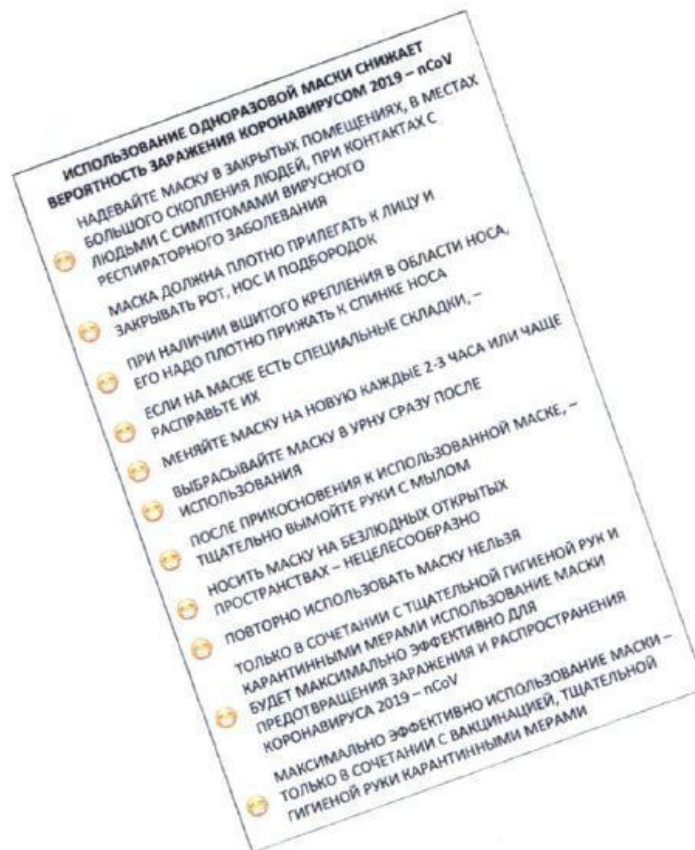 ИСПОЛЬЗОВАНИЕ ОДНОРАЗОВОЙ МАСКИ СНИЖАЕТ
ВЕРОЯТНОСТЬ ЗАРАЖЕНИЯ КОРОНАВИРУСОМ 2019 – nCoV
НАДЕВАЙТЕ МАСКУ В ЗАКРЫТЫХ ПОМЕЩЕНИЯХ, В МЕСТАХ
БОЛЬШОГО СКОПЛЕНИЯ ЛЮДЕЙ, ПРИ КОНТАКТАХ С
ЛЮДЬМИ С СИМПТОМАМИ ВИРУСНОГО
РЕСПИРАТОРНОГО ЗАБОЛЕВАНИЯ
МАСКА ДОЛЖНА ПЛОТНО ПРИЛЕГАТЬ К ЛИЦУ И
ЗАКРЫВАТЬ РОТ, НОС И ПОДБОРОДОК
ПРИ НАЛИЧИИ ВШИТОГО КРЕПЛЕНИЯ В ОБЛАСТИ НОСА,
ЕГО НАДО ПЛОТНО ПРИЖАТЬ К СПИНКЕ НОСА
ЕСЛИ НА МАСКЕ ЕСТЬ СПЕЦИАЛЬНЫЕ СКЛАДКИ, –
РАСПРАВЬТЕ ИХ
МЕНЯЙТЕ МАСКУ НА НОВУЮ КАЖДЫЕ 2-3 ЧАСА ИЛИ ЧАЩЕ
ВЫБРАСЫВАЙТЕ МАСКУ В УРНУ СРАЗУ ПОСЛЕ
ИСПОЛЬЗОВАНИЯ
ПОСЛЕ ПРИКОСНОВЕНИЯ К ИСПОЛЬЗОВАННОЙ МАСКЕ, –
ТЩАТЕЛЬНО ВЫМОЙТЕ РУКИ С МЫЛОМ
НОСИТЬ МАСКУ НА БЕЗЛЮДНЫХ ОТКРЫТЫХ
ПРОСТРАНСТВАХ – НЕЦЕЛЕСООБРАЗНО
ПОВТОРНО ИСПОЛЬЗОВАТЬ МАСКУ НЕЛЬЗЯ
ТОЛЬКО В СОЧЕТАНИИ С ТЩАТЕЛЬНОЙ ГИГИЕНОЙ РУК И
КАРАНТИННЫМИ МЕРАМИ ИСПОЛЬЗОВАНИЕ МАСКИ
БУДЕТ МАКСИМАЛЬНО ЭФФЕКТИВНО ДЛЯ
ПРЕДОТВРАЩЕНИЯ ЗАРАЖЕНИЯ И РАСПРОСТРАНЕНИЯ
КОРОНАВИРУСА 2019 – nCoV
МАКСИМАЛЬНО ЭФФЕКТИВНО ИСПОЛЬЗОВАНИЕ МАСКИ –
ТОЛЬКО В СОЧЕТАНИИ С ВАКЦИНАЦИЕЙ, ТЩАТЕЛЬНОЙ
ГИГИЕНОЙ РУКИ КАРАНТИННЫМИ МЕРАМИ